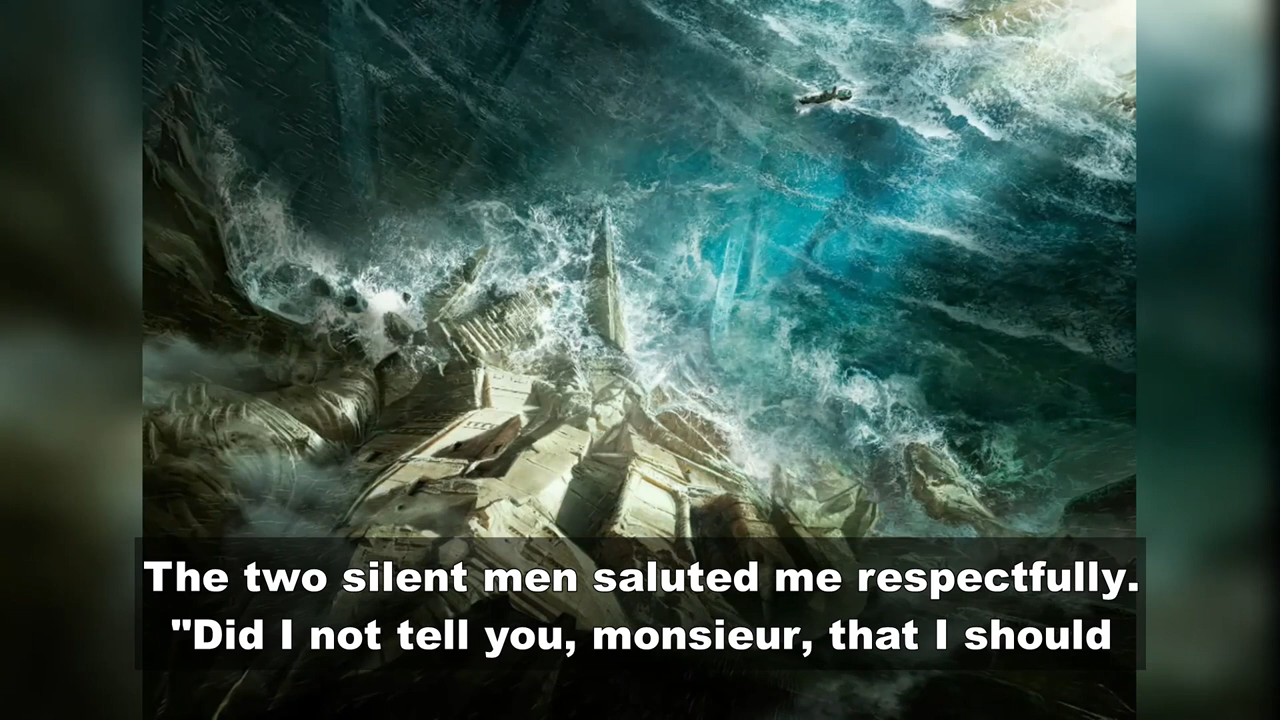 The two silent men saluted me respectfully.
"Did I not tell you, monsieur, that I should